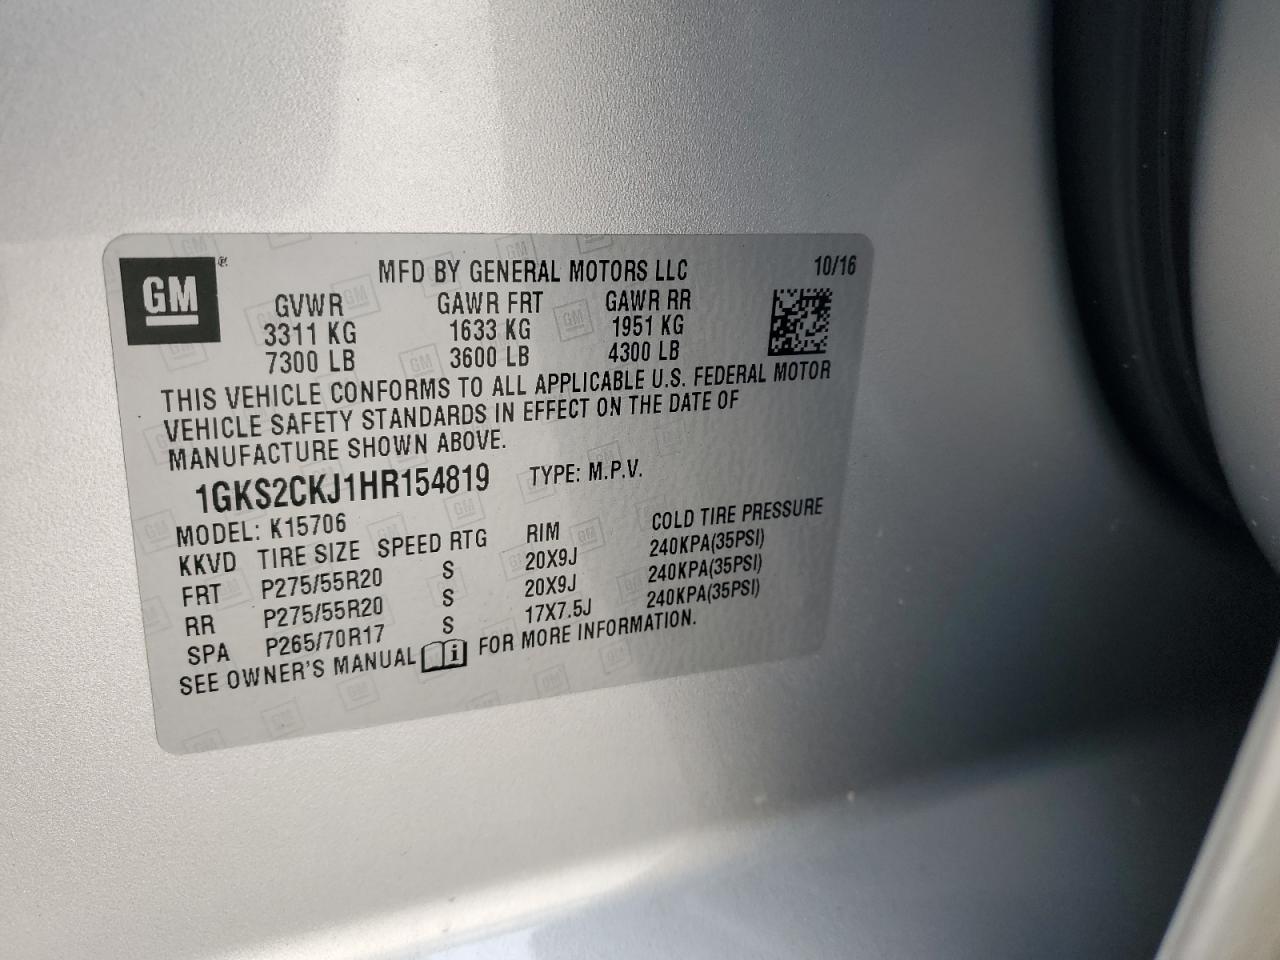 GM
MFD BY GENERAL MOTORS LLC 10/16
GVWR GAWR FRT GAWR RR
3311 KG 1633 KG 1951 KG
7300 LB 3600 LB 4300 LB
THIS VEHICLE CONFORMS TO ALL APPLICABLE U.S. FEDERAL MOTOR
VEHICLE SAFETY STANDARDS IN EFFECT ON THE DATE OF
MANUFACTURE SHOWN ABOVE.
1GKS2CKJ1HR154819 TYPE: M.P.V.
MODEL: K15706
KKVD TIRE SIZE SPEED RTG RIM COLD TIRE PRESSURE
FRT P275/55R20 S 20X9J 240KPA(35PSI)
RR P275/55R20 S 20X9J 240KPA(35PSI)
SPA P265/70R17 S 17X7.5J 240KPA(35PSI)
SEE OWNER'S MANUAL i FOR MORE INFORMATION.